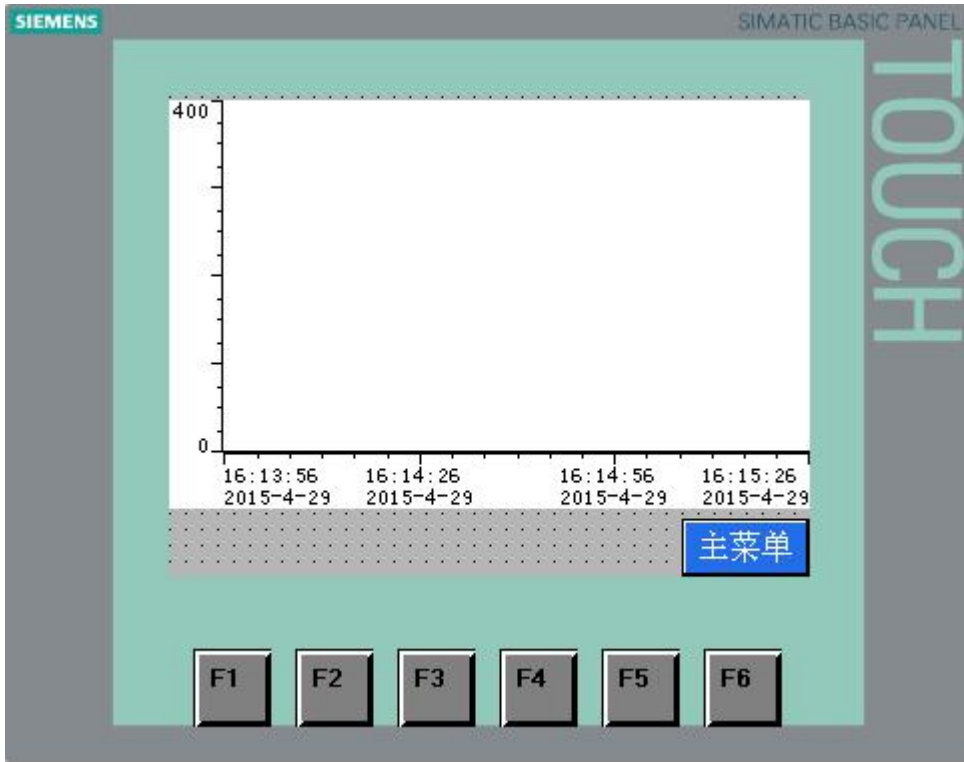 SIEMENS
SIMATIC BASIC PANEL
TOUCH
400
0
16:13:56 16:14:26 16:14:56 16:15:26
2015-4-29 2015-4-29 2015-4-29 2015-4-29
主菜单
F1 F2 F3 F4 F5 F6